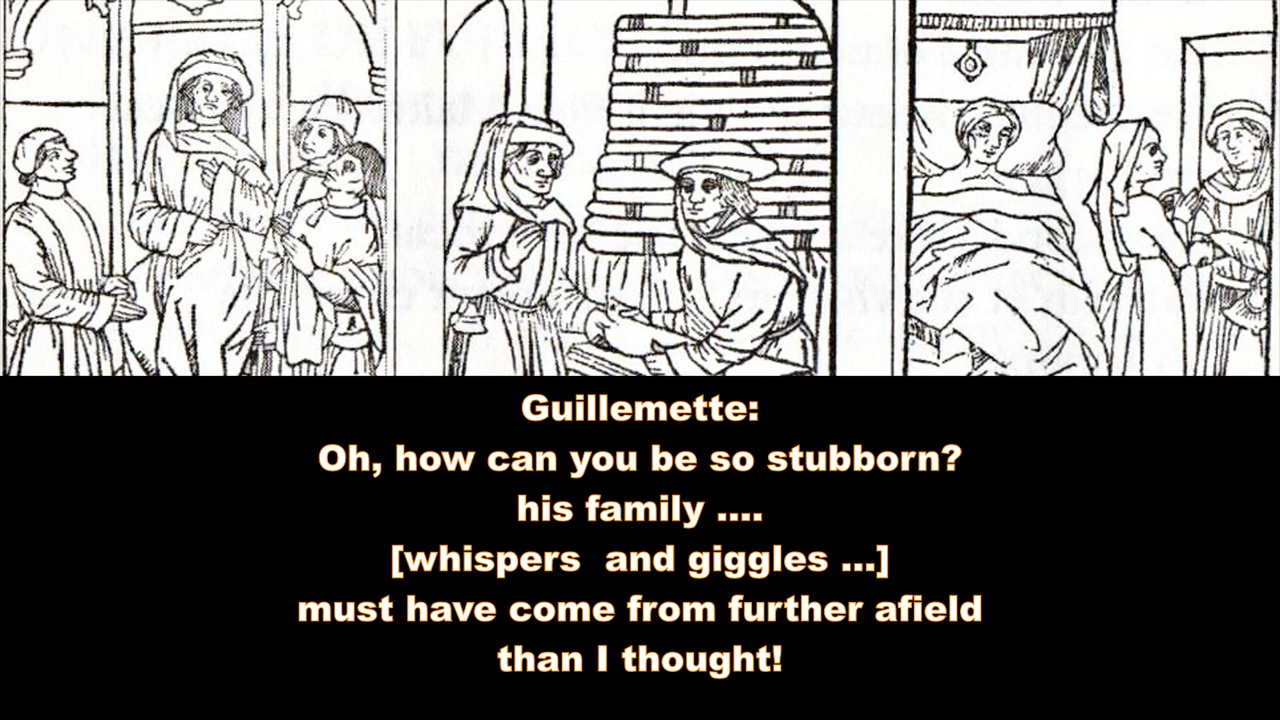 Guillemette:
Oh, how can you be so stubborn?
his family ....
[whispers  and giggles ...]
must have come from further afield
than I thought!